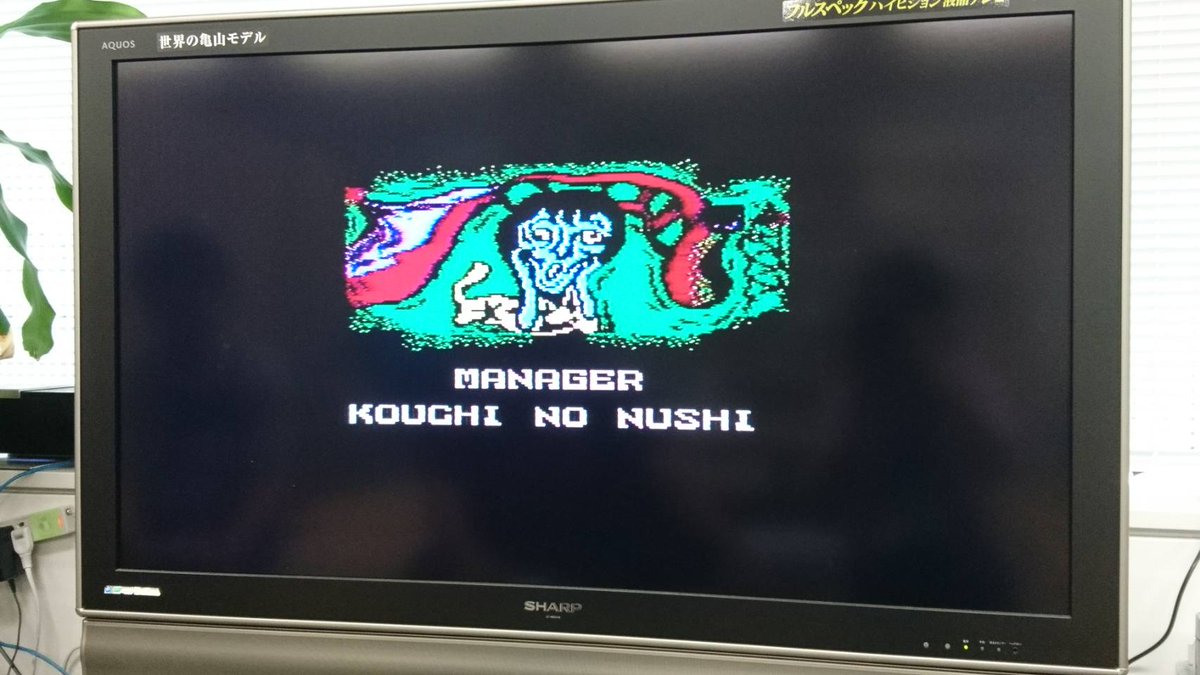 AQUOS 世界の亀山モデル
フルスペックハイビジョン液晶テレビ
MANAGER
KOUCHI NO NUSHI
SHARP